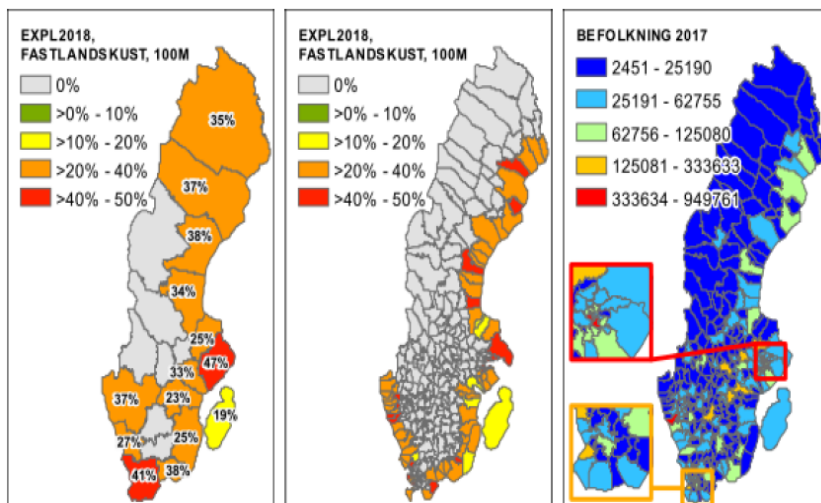 EXPL2018,
FASTLANDSKUST, 100M
0%
>0% - 10%
>10% - 20%
>20% - 40%
>40% - 50%
35%
37%
38%
34%
25%
47%
33%
37%
23%
19%
27%
25%
41%
38%
EXPL2018,
FASTLANDSKUST, 100M
0%
>0% - 10%
>10% - 20%
>20% - 40%
>40% - 50%
BEFOLKNING 2017
2451 - 25190
25191 - 62755
62756 - 125080
125081 - 333633
333634 - 949761